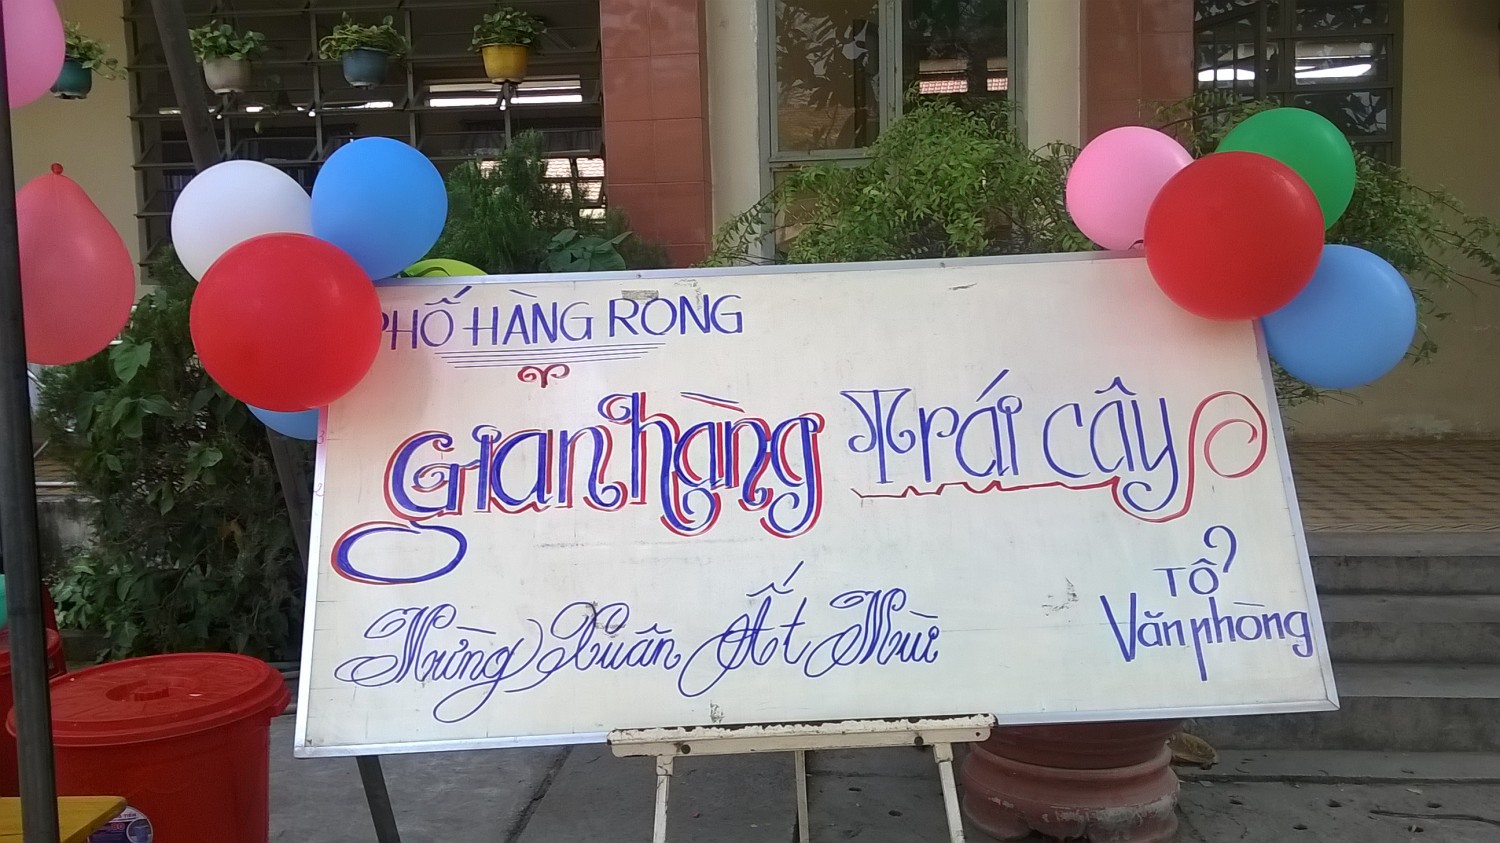 PHỐ HÀNG RONG
Gian hàng Trái cây
Mừng Xuân Ất Mùi
TỔ
Văn phòng